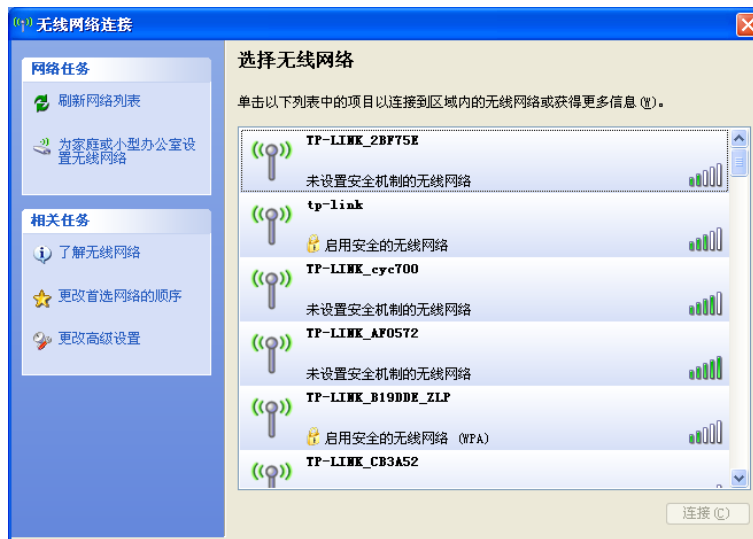 无线网络连接
网络任务
刷新网络列表
为家庭或小型办公室设
置无线网络
相关任务
了解无线网络
更改首选网络的顺序
更改高级设置
选择无线网络
单击以下列表中的项目以连接到区域内的无线网络或获得更多信息(W)。
TP-LINK_2BF75E
未设置安全机制的无线网络
tp-link
启用安全的无线网络
TP-LINK_cyc700
未设置安全机制的无线网络
TP-LINK_AF0572
未设置安全机制的无线网络
TP-LINK_B19DDE_ZLP
启用安全的无线网络 (WPA)
TP-LINK_CB3A52
连接(C)